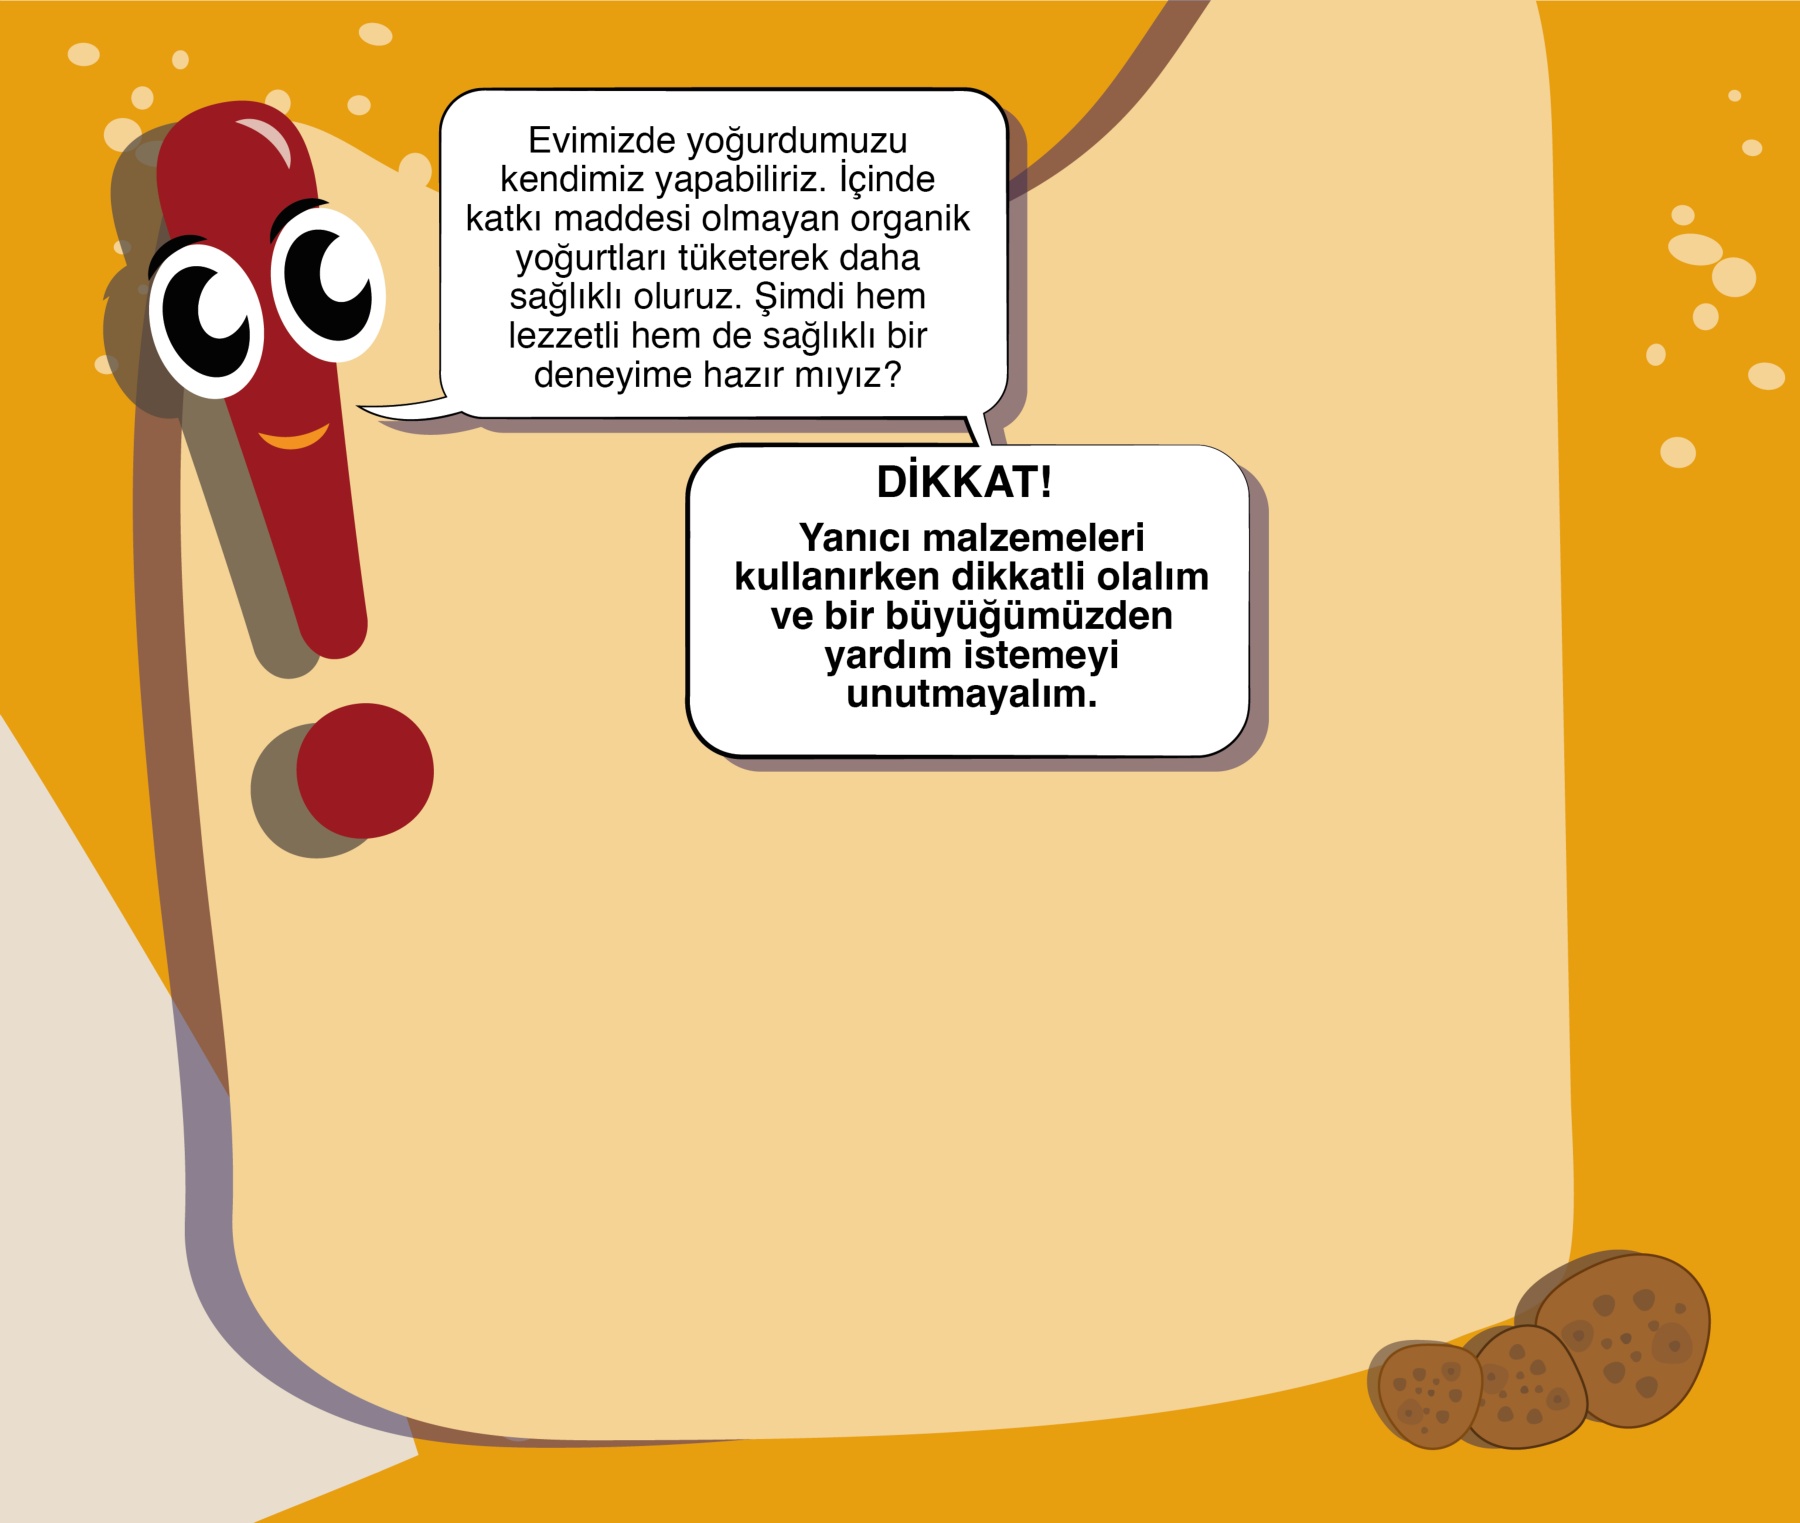 Evimizde yoğurdumuzu
kendimiz yapabiliriz. İçinde
katkı maddesi olmayan organik
yoğurtları tüketerek daha
sağlıklı oluruz. Şimdi hem
lezzetli hem de sağlıklı bir
deneyime hazır mıyız?
DİKKAT!
Yanıcı malzemeleri
kullanırken dikkatli olalım
ve bir büyüğümüzden
yardım istemeyi
unutmayalım.